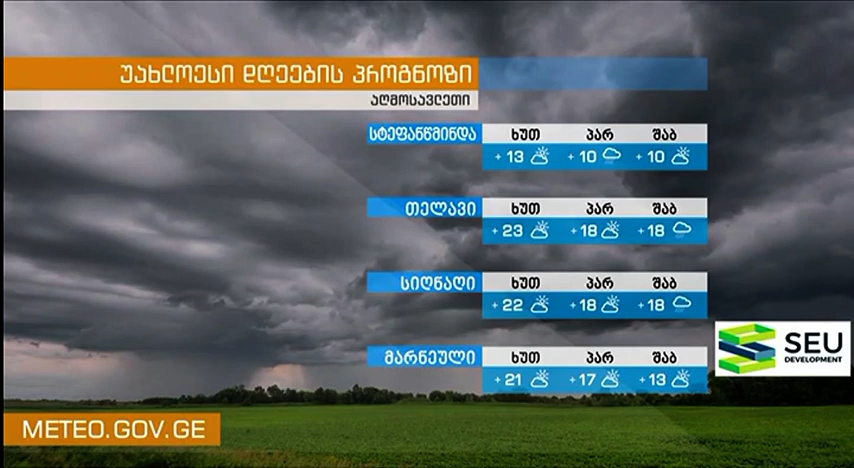 უახლოესი დღეების პროგნოზი
აღმოსავლეთი
სტეფანწმინდა ხუთ პარ შაბ
+13 +10 +10
თელავი ხუთ პარ შაბ
+23 +18 +18
სიღნაღი ხუთ პარ შაბ
+22 +18 +18
მარნეული ხუთ პარ შაბ
+21 +17 +13
SEU
DEVELOPMENT
METEO.GOV.GE